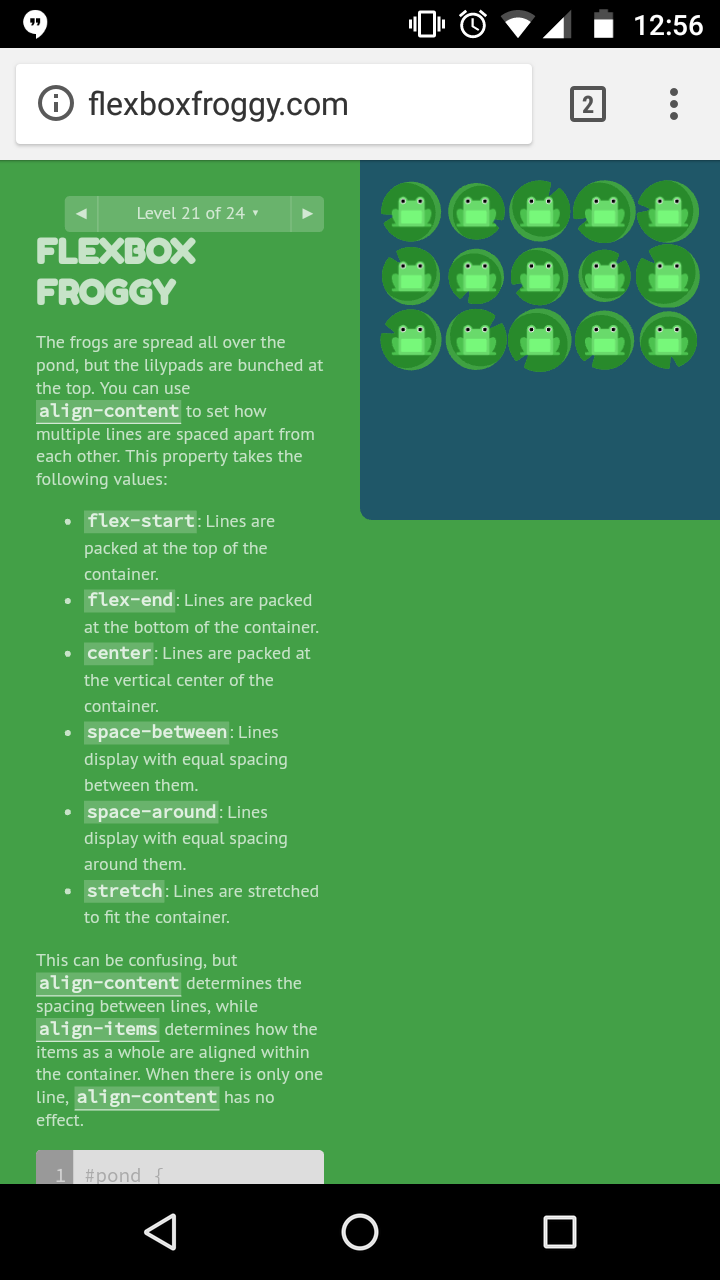 12:56
flexboxfroggy.com
2
◀ Level 21 of 24 ▾ ▶
FLEXBOX
FROGGY
The frogs are spread all over the
pond, but the lilypads are bunched at
the top. You can use
align-content to set how
multiple lines are spaced apart from
each other. This property takes the
following values:
• flex-start: Lines are
packed at the top of the
container.
• flex-end: Lines are packed
at the bottom of the container.
• center: Lines are packed at
the vertical center of the
container.
• space-between: Lines
display with equal spacing
between them.
• space-around: Lines
display with equal spacing
around them.
• stretch: Lines are stretched
to fit the container.
This can be confusing, but
align-content determines the
spacing between lines, while
align-items determines how the
items as a whole are aligned within
the container. When there is only one
line, align-content has no
effect.
1 #pond {